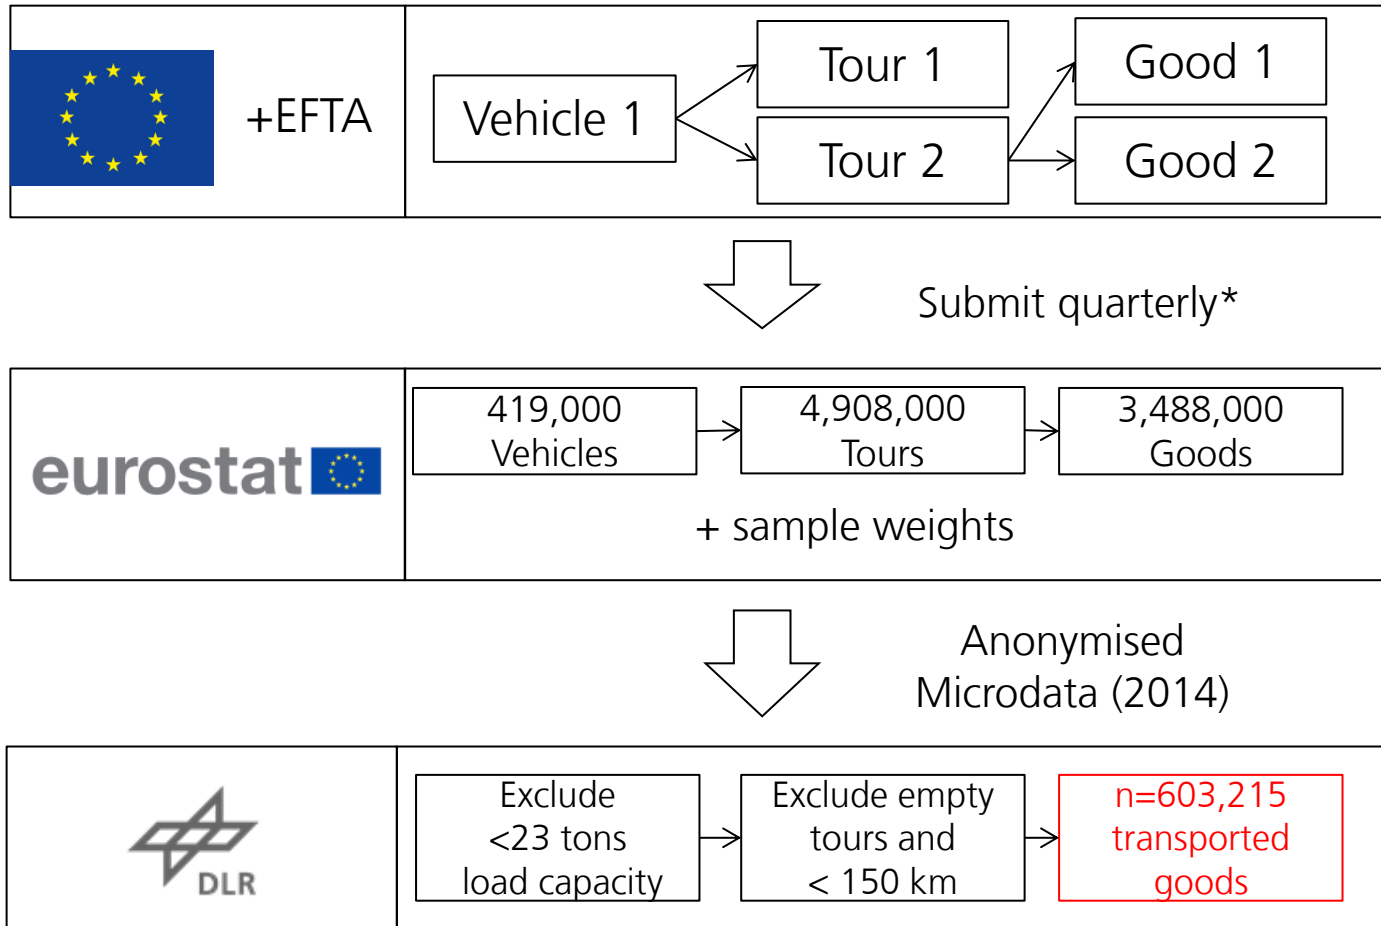 +EFTA
Vehicle 1
Tour 1
Tour 2
Good 1
Good 2
Submit quarterly*
eurostat
419,000
Vehicles
4,908,000
Tours
3,488,000
Goods
+ sample weights
Anonymised
Microdata (2014)
DLR
Exclude
<23 tons
load capacity
Exclude empty
tours and
< 150 km
n=603,215
transported
goods